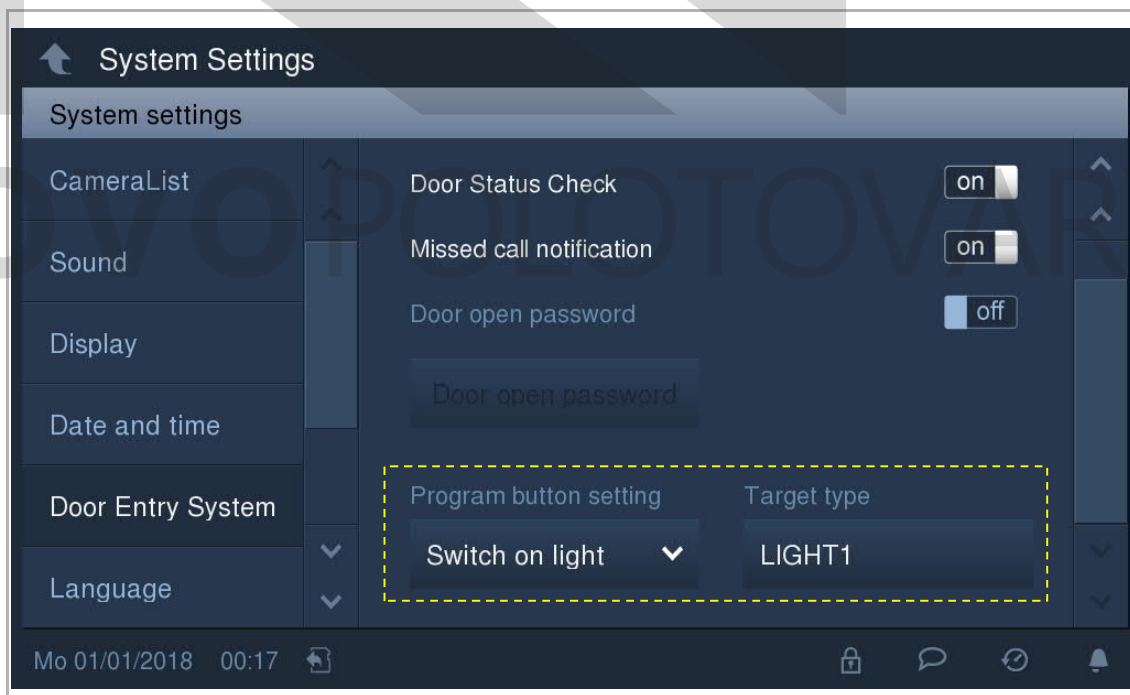 System Settings
System settings
CameraList
Sound
Display
Date and time
Door Entry System
Language
Door Status Check
on
Missed call notification
on
Door open password
off
Door open password
Program button setting
Target type
Switch on light
LIGHT1
Mo 01/01/2018 00:17
OVOPOLOTOVAR